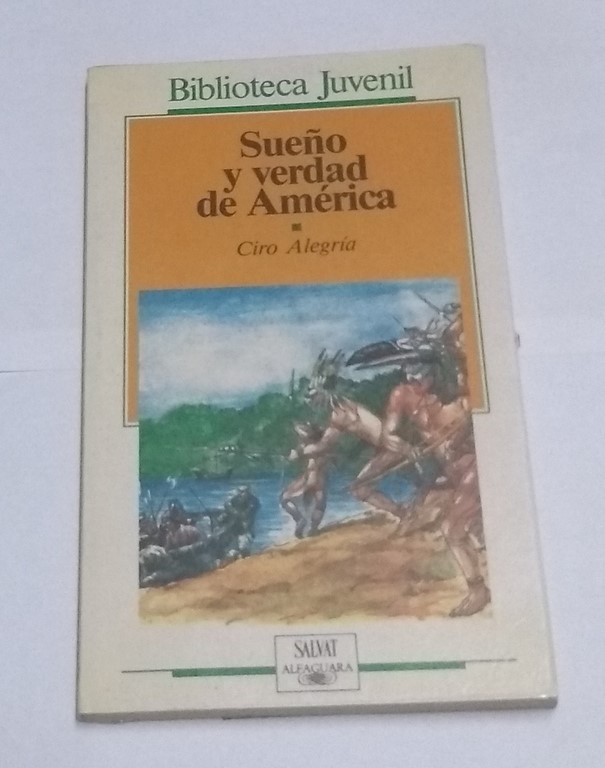 Biblioteca Juvenil
Sueño
y verdad
de América
Ciro Alegría
SALVAT
ALFAGUARA